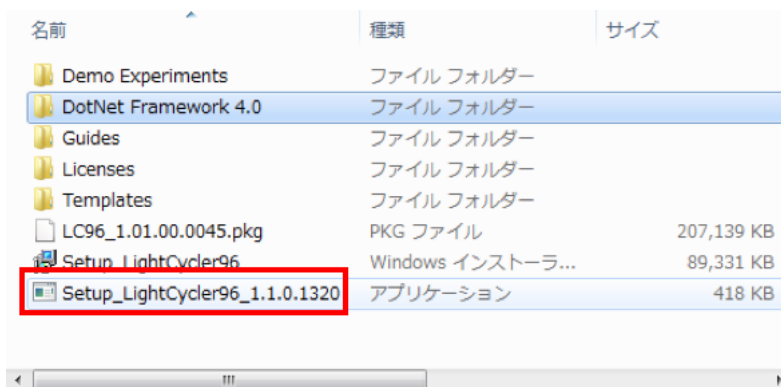 名前 種類 サイズ
Demo Experiments ファイル フォルダー
DotNet Framework 4.0 ファイル フォルダー
Guides ファイル フォルダー
Licenses ファイル フォルダー
Templates ファイル フォルダー
LC96_1.01.00.0045.pkg PKG ファイル 207,139 KB
Setup_LightCycler96 Windows インストーラ... 89,331 KB
Setup_LightCycler96_1.1.0.1320 アプリケーション 418 KB